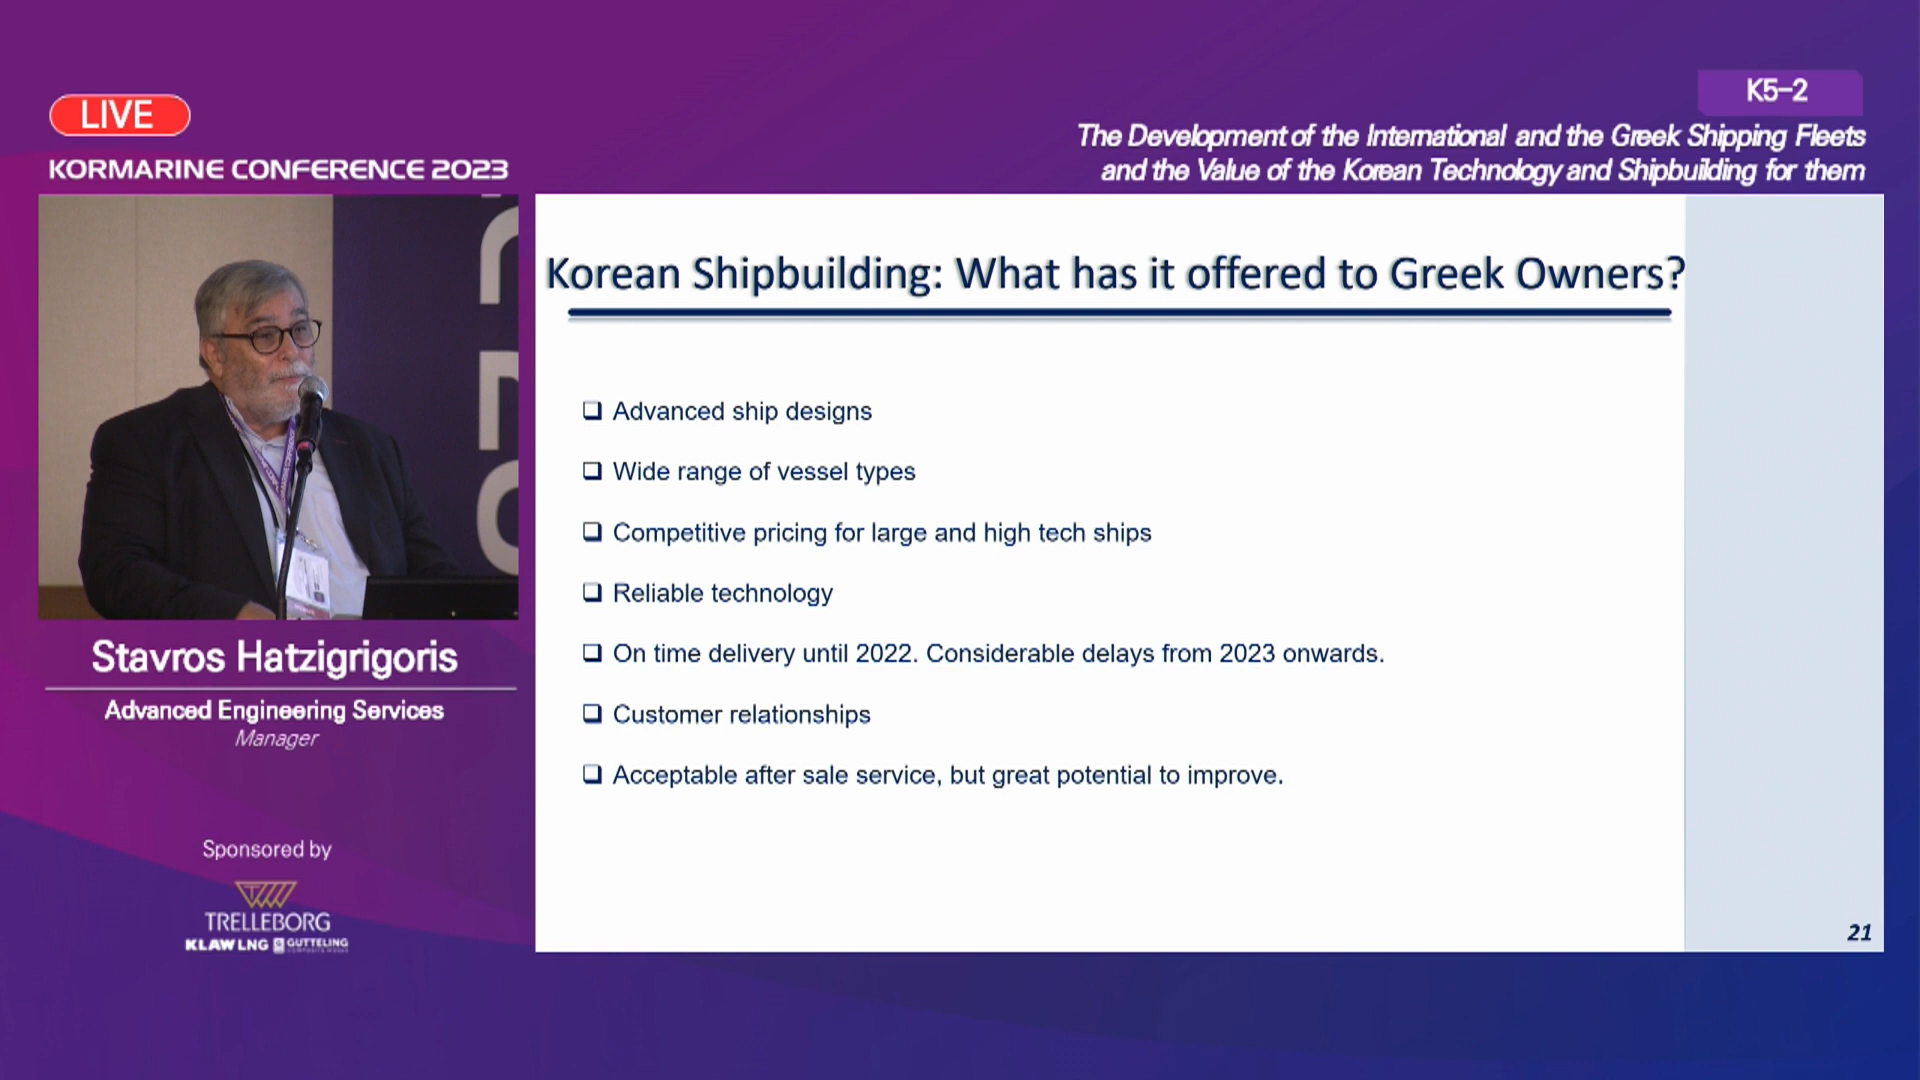 LIVE
KORMARINE CONFERENCE 2023
K5-2
The Development of the International and the Greek Shipping Fleets
and the Value of the Korean Technology and Shipbuilding for them
Korean Shipbuilding: What has it offered to Greek Owners?
❑ Advanced ship designs
❑ Wide range of vessel types
❑ Competitive pricing for large and high tech ships
❑ Reliable technology
❑ On time delivery until 2022. Considerable delays from 2023 onwards.
❑ Customer relationships
❑ Acceptable after sale service, but great potential to improve.
21
Stavros Hatzigrigoris
Advanced Engineering Services
Manager
Sponsored by
TRELLEBORG
KLAW LNG GUTTELING